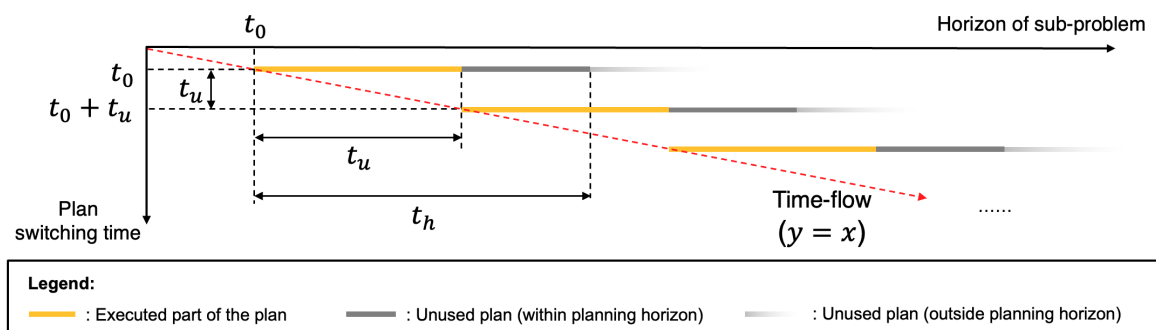 t₀
Horizon of sub-problem
t₀
tᵤ
t₀ + tᵤ
tᵤ
tₕ
Plan
switching time
Time-flow
(y = x)
......
Legend:
: Executed part of the plan
: Unused plan (within planning horizon)
: Unused plan (outside planning horizon)